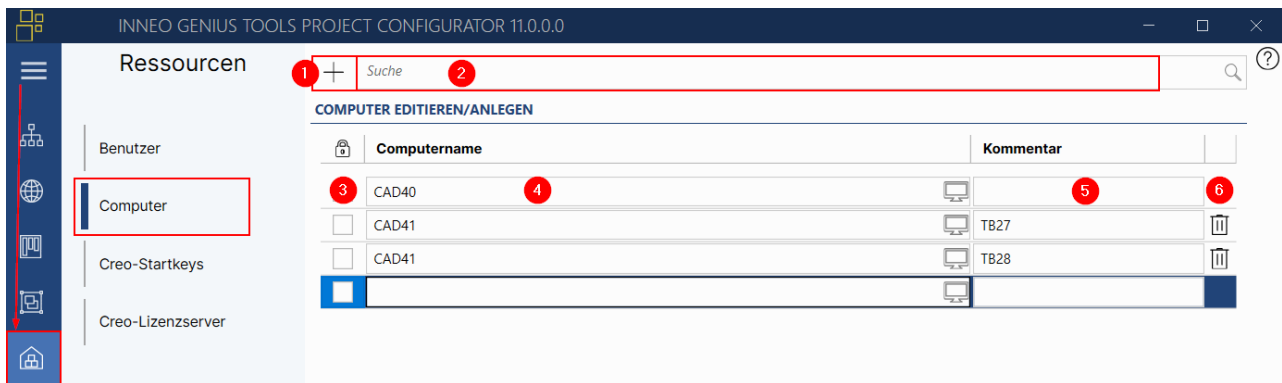 INNEO GENIUS TOOLS PROJECT CONFIGURATOR 11.0.0.0
Ressourcen
1 Suche 2
COMPUTER EDITIEREN/ANLEGEN
Benutzer
Computername Kommentar
Computer
3 CAD40 4 5 6
CAD41 TB27
Creo-Startkeys
CAD41 TB28
Creo-Lizenzserver